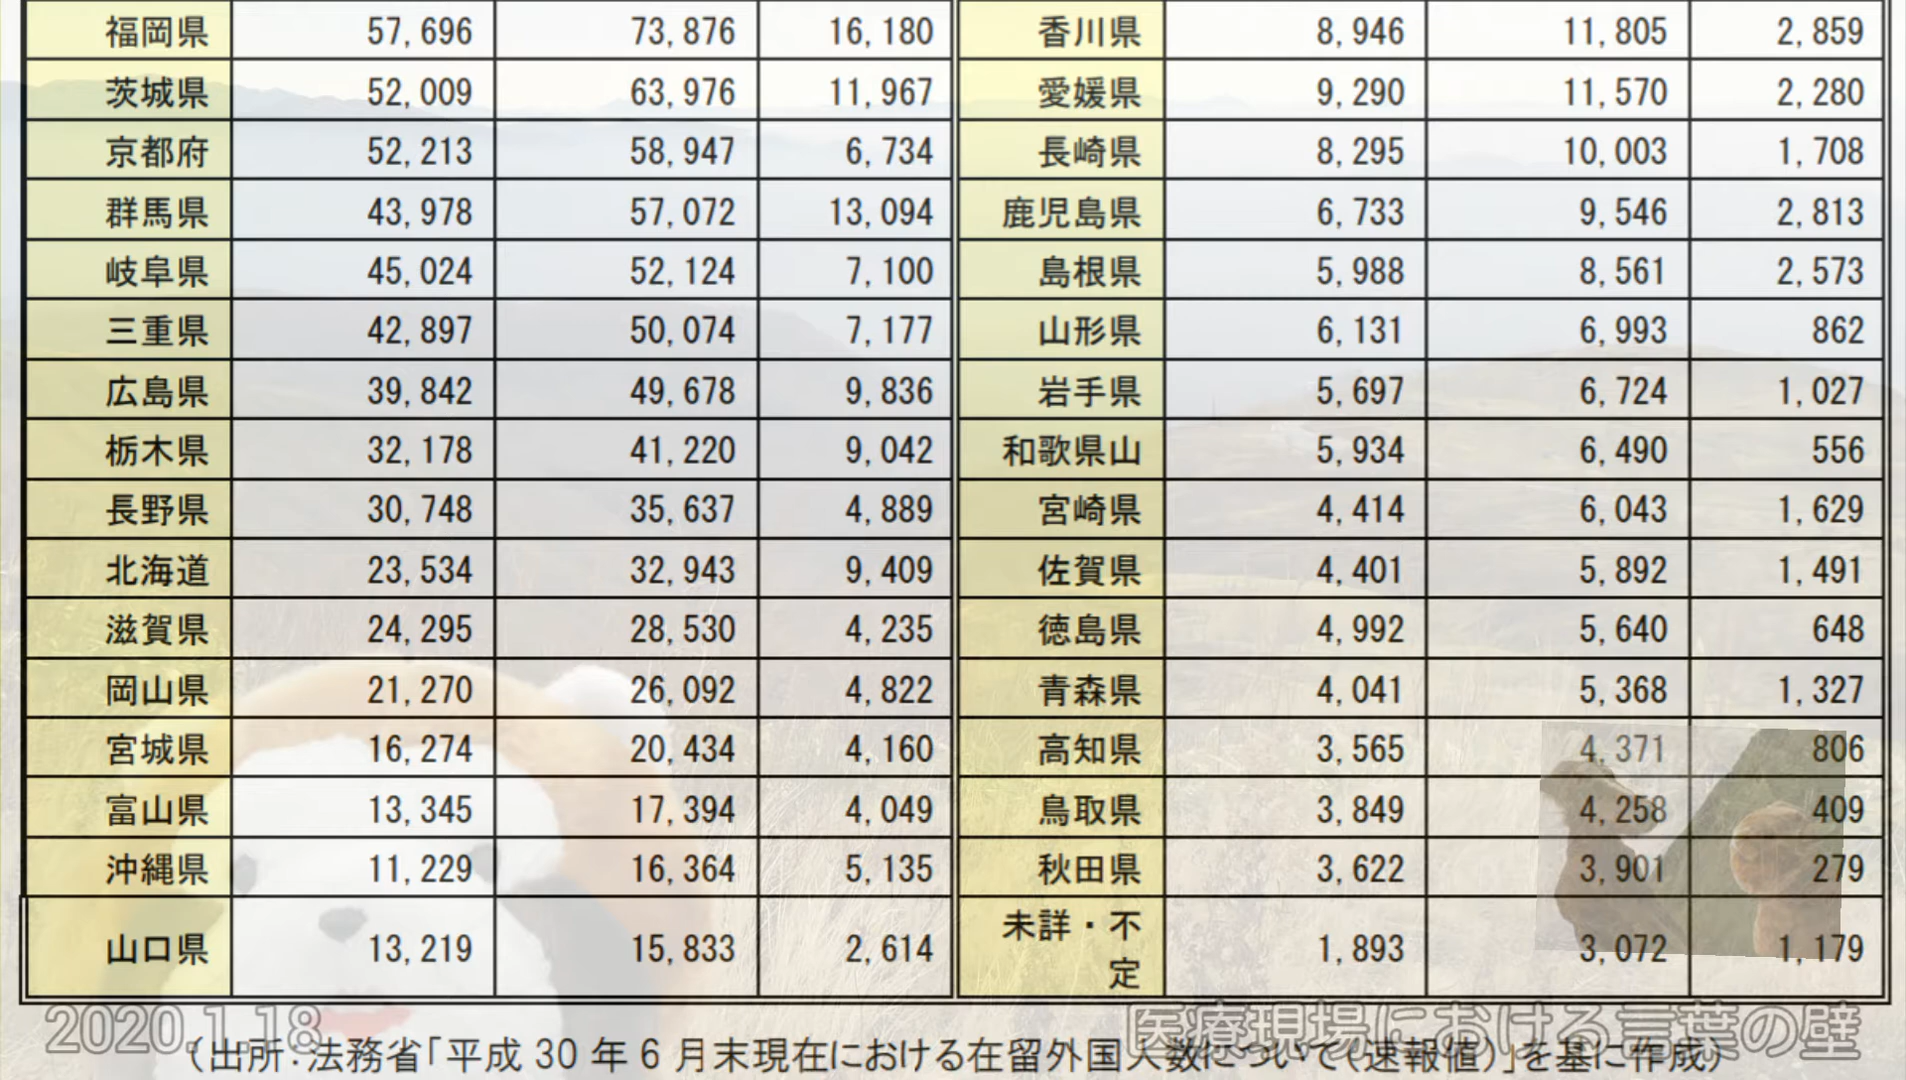 福岡県 57,696 73,876 16,180 香川県 8,946 11,805 2,859
茨城県 52,009 63,976 11,967 愛媛県 9,290 11,570 2,280
京都府 52,213 58,947 6,734 長崎県 8,295 10,003 1,708
群馬県 43,978 57,072 13,094 鹿児島県 6,733 9,546 2,813
岐阜県 45,024 52,124 7,100 島根県 5,988 8,561 2,573
三重県 42,897 50,074 7,177 山形県 6,131 6,993 862
広島県 39,842 49,678 9,836 岩手県 5,697 6,724 1,027
栃木県 32,178 41,220 9,042 和歌県山 5,934 6,490 556
長野県 30,748 35,637 4,889 宮崎県 4,414 6,043 1,629
北海道 23,534 32,943 9,409 佐賀県 4,401 5,892 1,491
滋賀県 24,295 28,530 4,235 徳島県 4,992 5,640 648
岡山県 21,270 26,092 4,822 青森県 4,041 5,368 1,327
宮城県 16,274 20,434 4,160 高知県 3,565 4,371 806
富山県 13,345 17,394 4,049 鳥取県 3,849 4,258 409
沖縄県 11,229 16,364 5,135 秋田県 3,622 3,901 279
山口県 13,219 15,833 2,614 未詳・不定 1,893 3,072 1,179
2020.1.18 医療現場における言葉の壁
（出所：法務省「平成 30 年 6 月末現在における在留外国人数について（速報値）」を基に作成）